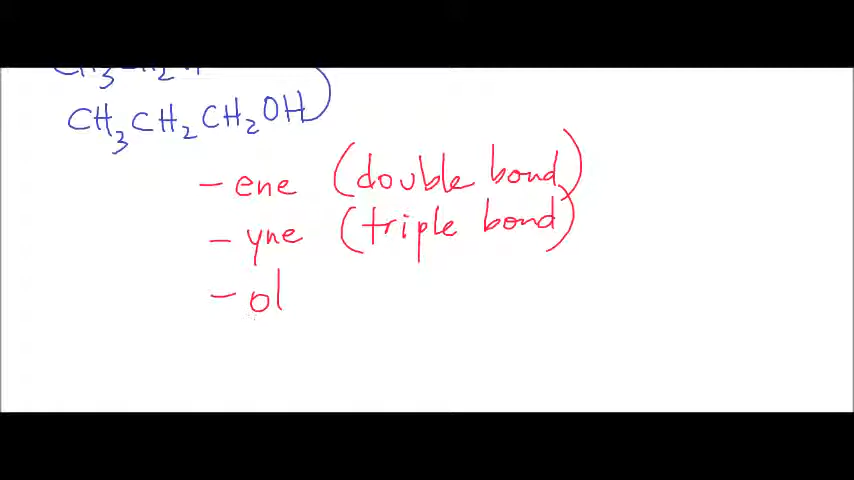 CH₃CH₂CH₂OH)
- ene (double bond)
- yne (triple bond)
- ol